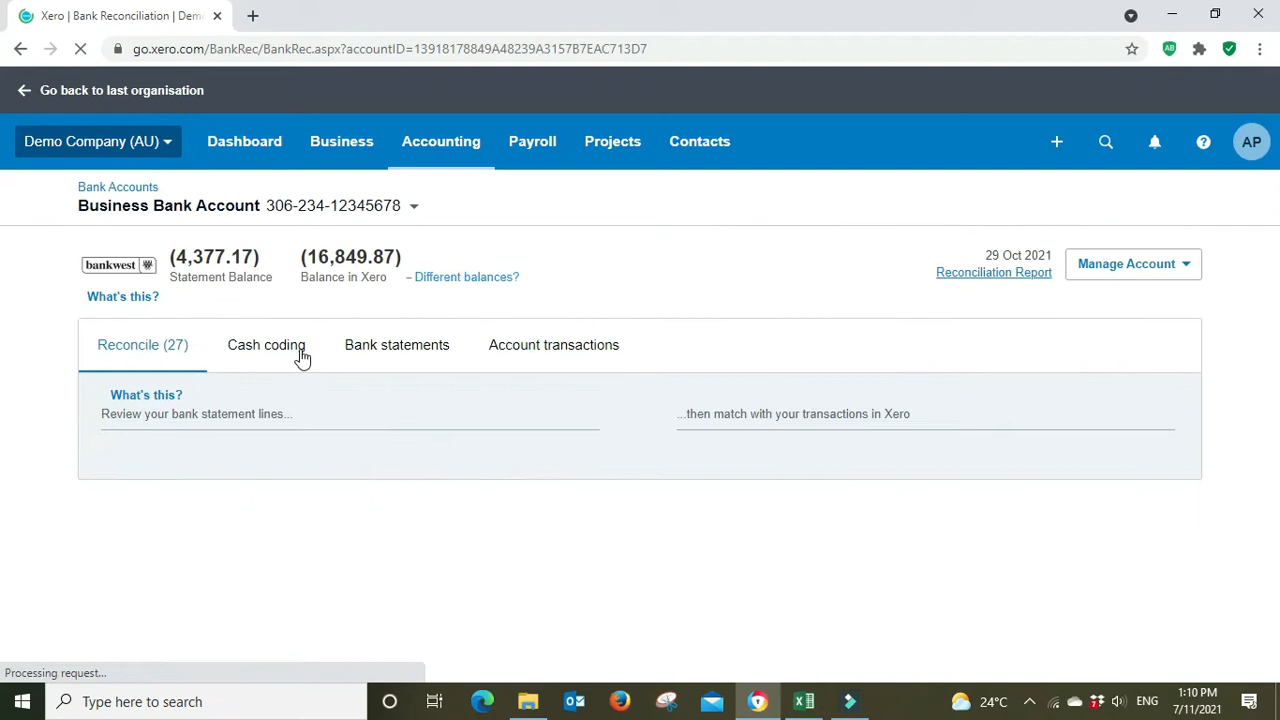 Xero | Bank Reconciliation | Dem
go.xero.com/BankRec/BankRec.aspx?accountID=13918178849A48239A3157B7EAC713D7
AB
Go back to last organisation
Demo Company (AU)
Dashboard
Business
Accounting
Payroll
Projects
Contacts
AP
Bank Accounts
Business Bank Account 306-234-12345678
bankwest
(4,377.17)
Statement Balance
(16,849.87)
Balance in Xero
– Different balances?
29 Oct 2021
Reconciliation Report
Manage Account
What's this?
Reconcile (27)
Cash coding
Bank statements
Account transactions
What's this?
Review your bank statement lines...
...then match with your transactions in Xero
Processing request...
Type here to search
24°C
ENG
1:10 PM
7/11/2021